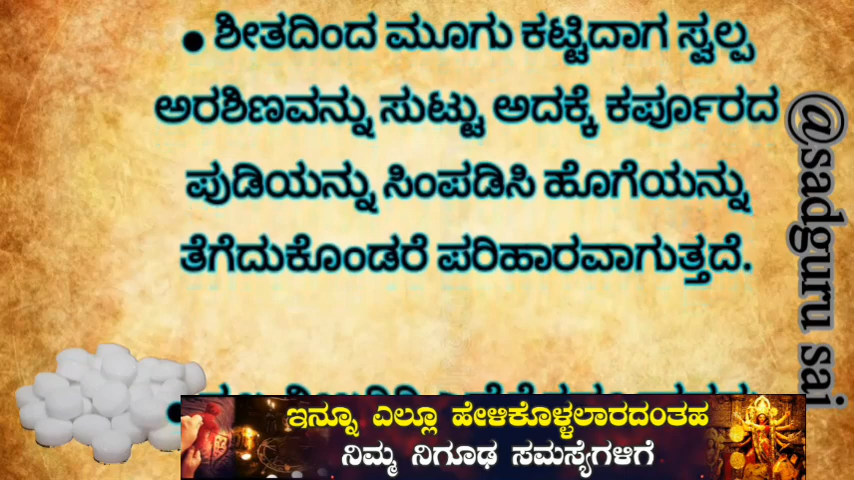 • ಶೀತದಿಂದ ಮೂಗು ಕಟ್ಟಿದಾಗ ಸ್ವಲ್ಪ
ಅರಶಿಣವನ್ನು ಸುಟ್ಟು ಅದಕ್ಕೆ ಕರ್ಪೂರದ
ಪುಡಿಯನ್ನು ಸಿಂಪಡಿಸಿ ಹೊಗೆಯನ್ನು
ತೆಗೆದುಕೊಂಡರೆ ಪರಿಹಾರವಾಗುತ್ತದೆ.
@sadguru sai
ಇನ್ನೂ ಎಲ್ಲೂ ಹೇಳಿಕೊಳ್ಳಲಾರದಂತಹ
ನಿಮ್ಮ ನಿಗೂಢ ಸಮಸ್ಯೆಗಳಿಗೆ